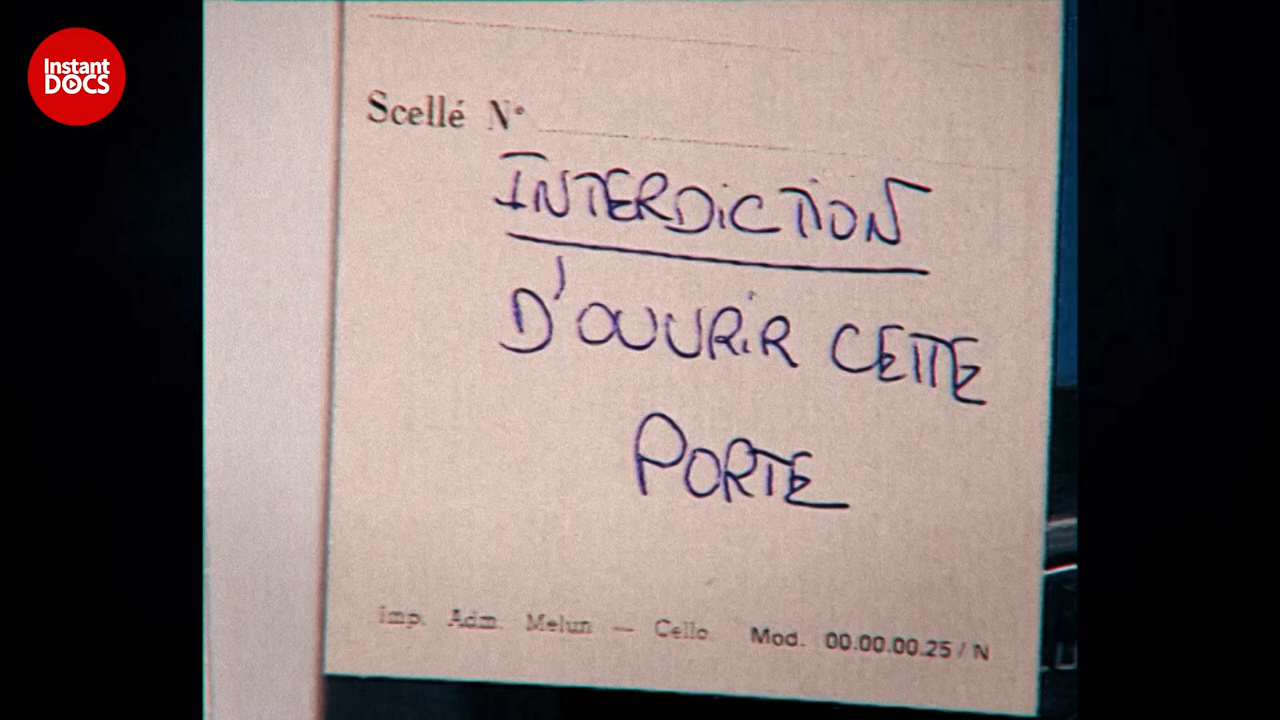 Instant
DOCS
Scellé N°
INTERDICTION
D'OUVRIR CETTE
PORTE
Imp. Adm. Melun — Cello. Mod. 00.00.00.25 / N